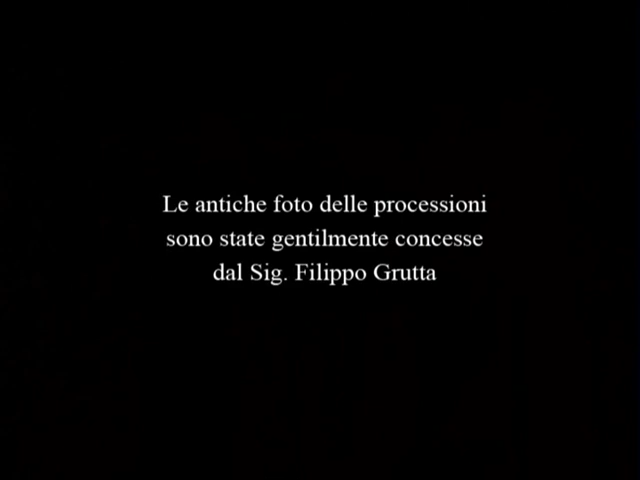 Le antiche foto delle processioni
sono state gentilmente concesse
dal Sig. Filippo Grutta